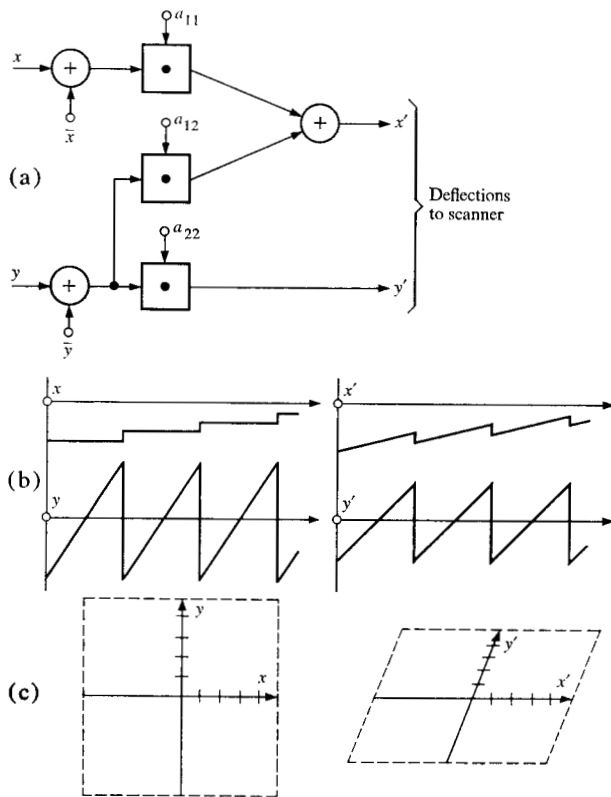 a₁₁
x
+
x̄
a₁₂
+
x′
(a)
Deflections
to scanner
a₂₂
y
+
y′
ȳ
x
x′
(b)
y
y′
y
y′
(c)
x
x′